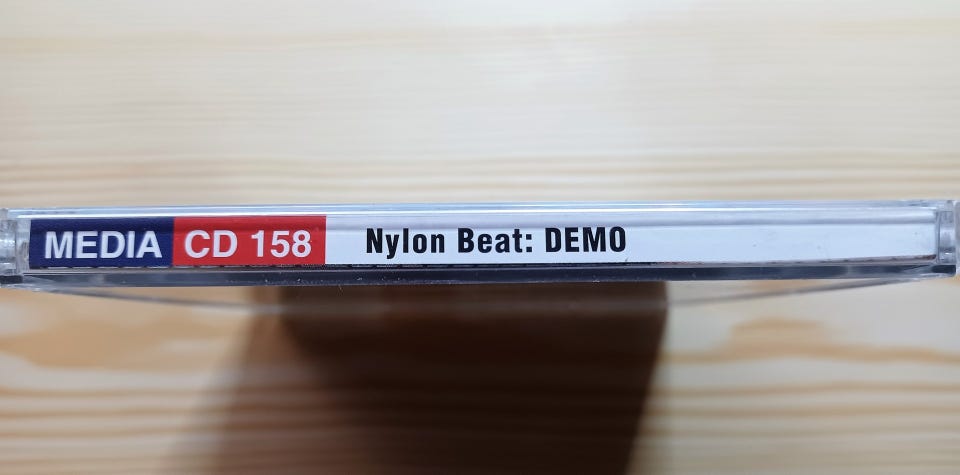 MEDIA CD 158 Nylon Beat: DEMO